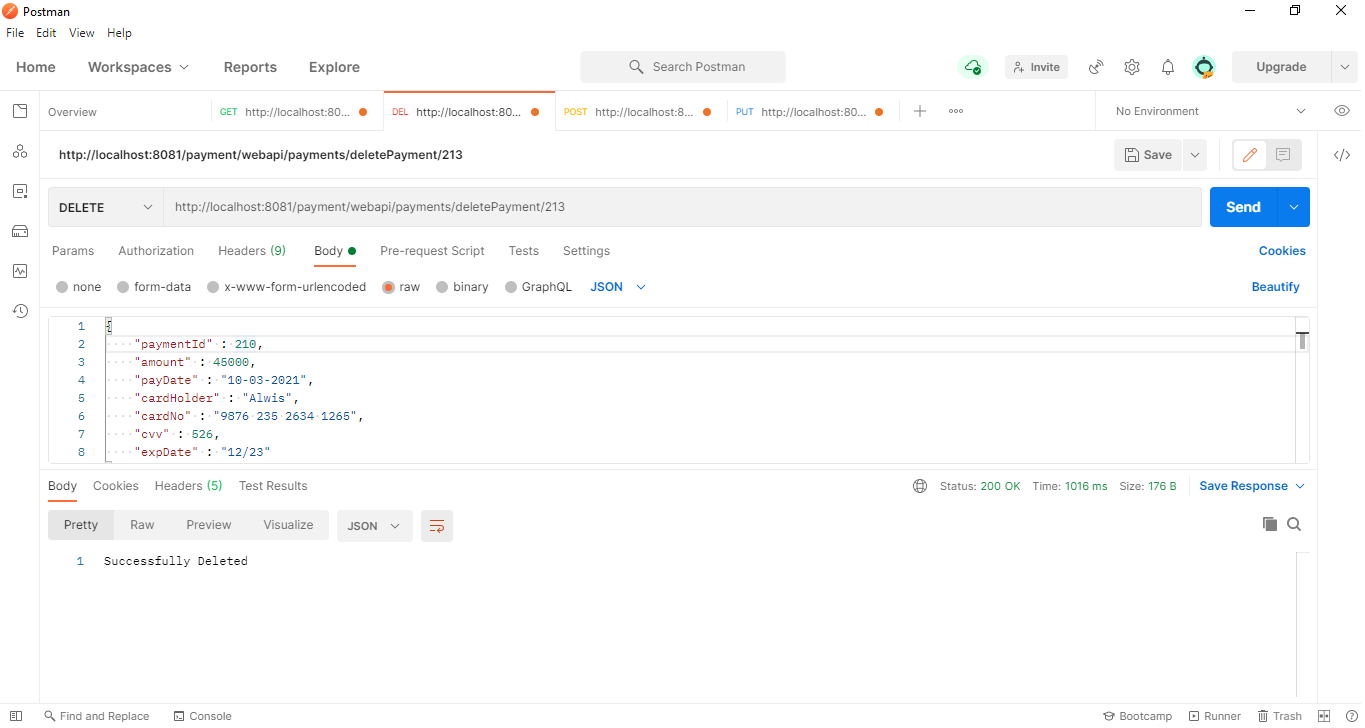 Postman
File Edit View Help
Home Workspaces Reports Explore Search Postman Invite Upgrade
Overview GET http://localhost:80... DEL http://localhost:80... POST http://localhost:8... PUT http://localhost:80... No Environment
http://localhost:8081/payment/webapi/payments/deletePayment/213 Save
DELETE http://localhost:8081/payment/webapi/payments/deletePayment/213 Send
Params Authorization Headers (9) Body Pre-request Script Tests Settings Cookies
none form-data x-www-form-urlencoded raw binary GraphQL JSON Beautify
1 {
2 "paymentId" : 210,
3 "amount" : 45000,
4 "payDate" : "10-03-2021",
5 "cardHolder" : "Alwis",
6 "cardNo" : "9876 235 2634 1265",
7 "cvv" : 526,
8 "expDate" : "12/23"
Body Cookies Headers (5) Test Results Status: 200 OK Time: 1016 ms Size: 176 B Save Response
Pretty Raw Preview Visualize JSON
1 Successfully Deleted
Find and Replace Console Bootcamp Runner Trash